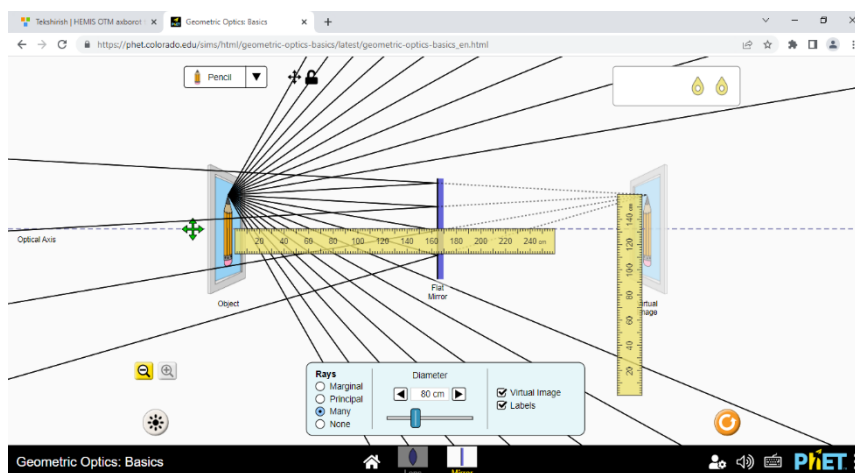 Tekshirish | HEMIS OTM axborot
Geometric Optics: Basics
https://phet.colorado.edu/sims/html/geometric-optics-basics/latest/geometric-optics-basics_en.html
Pencil
Optical Axis
20 40 60 80 100 120 140 160 180 200 220 240 cm
140 cm
120
100
80
60
40
20
Object
Flat
Mirror
Rays
Marginal
Principal
Many
None
Diameter
80 cm
Virtual Image
Labels
Geometric Optics: Basics
Lens
Mirror
PhET